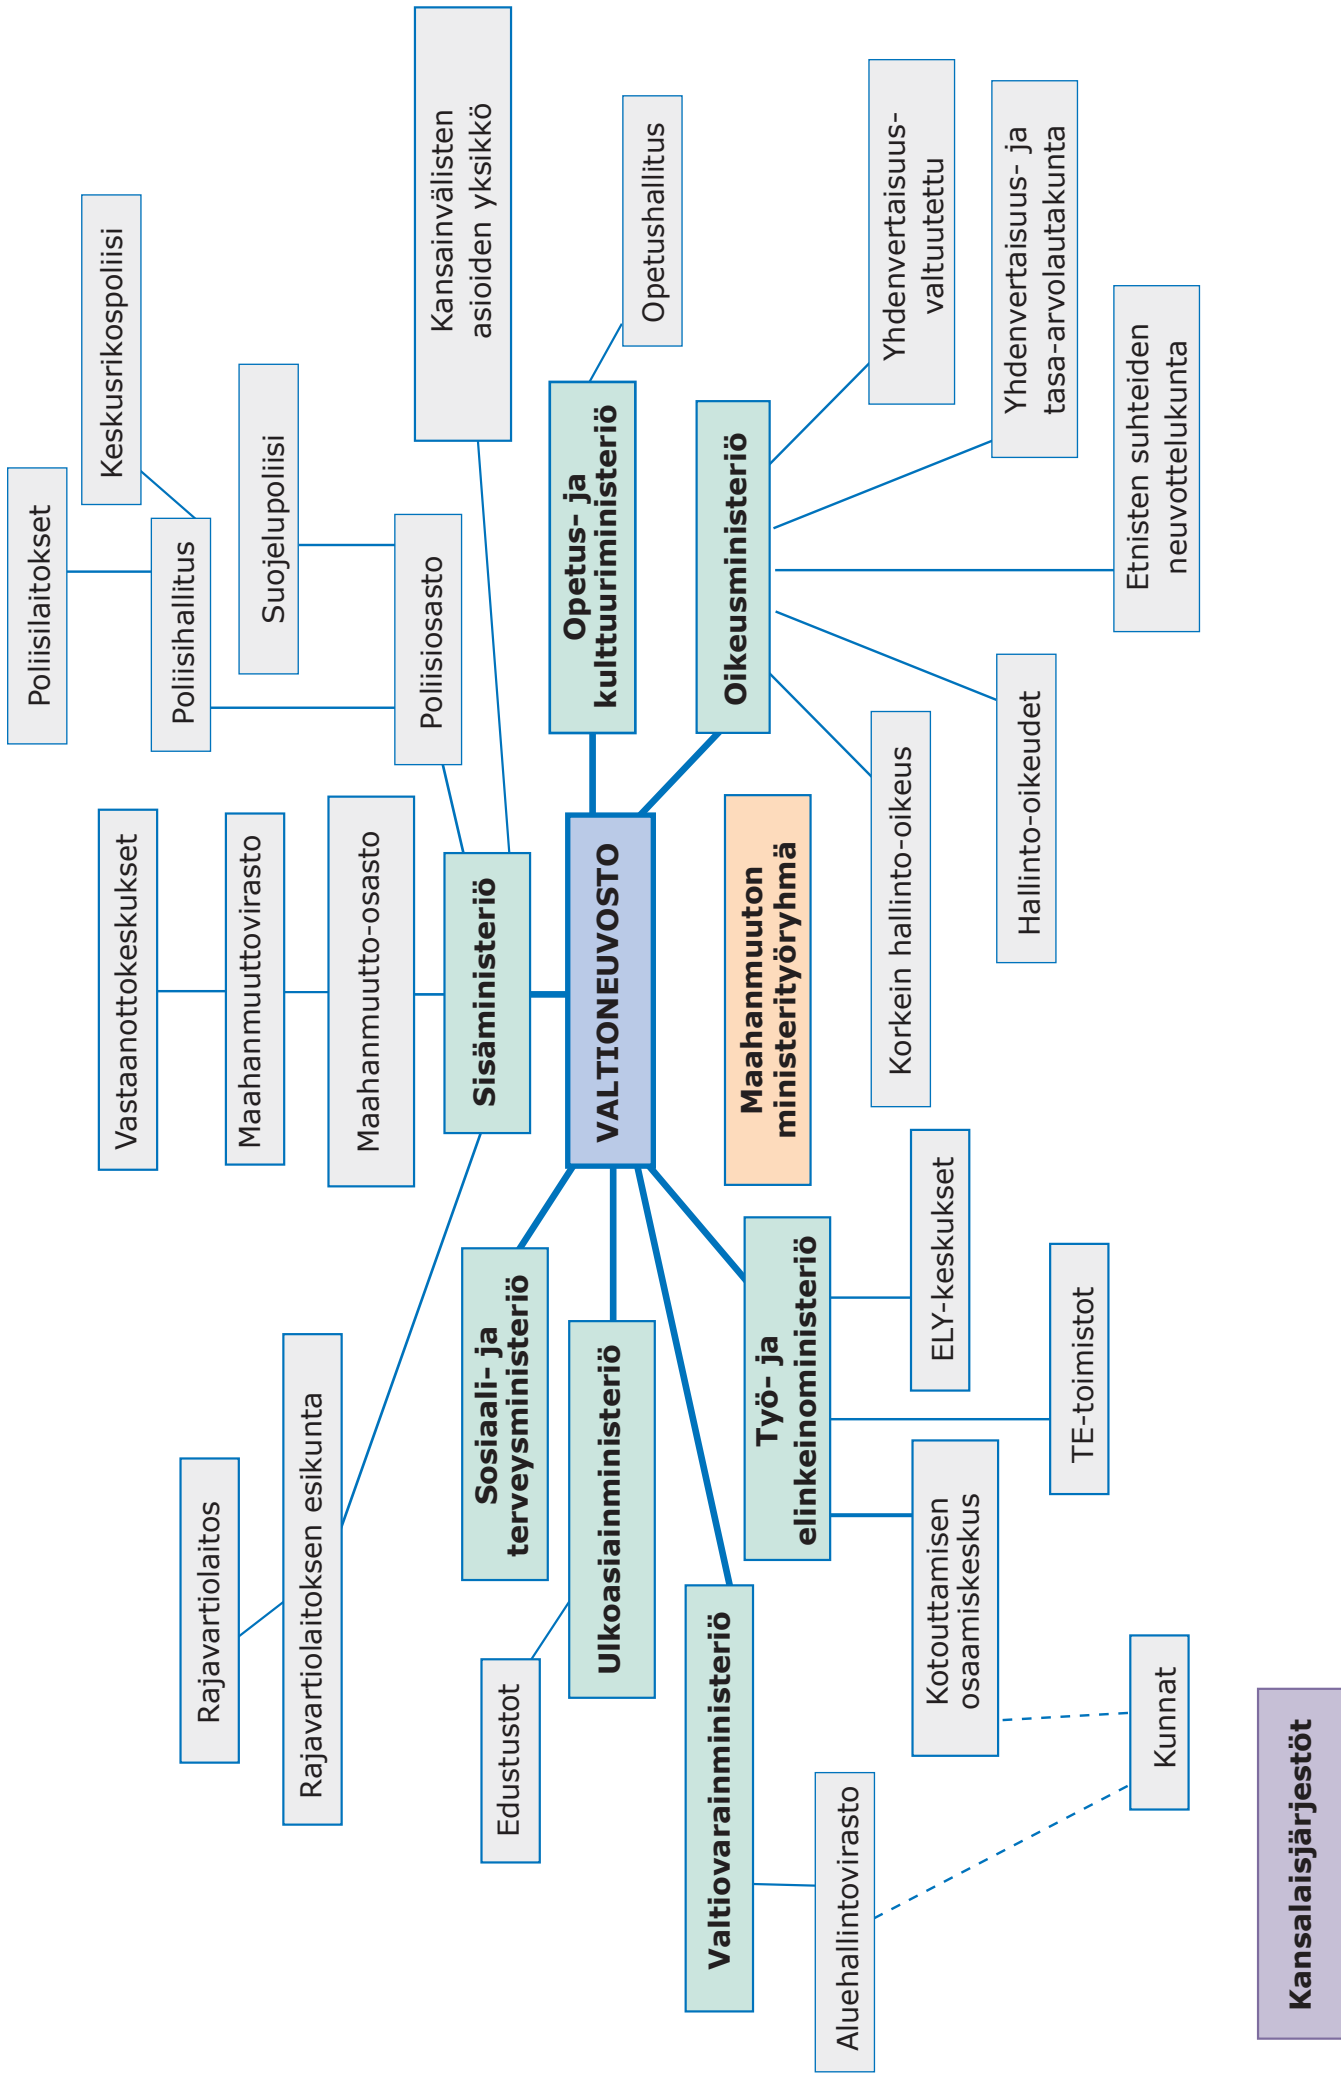 Poliisilaitokset
Keskusrikospoliisi
Vastaanottokeskukset
Poliisihallitus
Rajavartiolaitos
Maahanmuuttovirasto
Suojelupoliisi
Rajavartiolaitoksen esikunta
Maahanmuutto-osasto
Poliisiosasto
Kansainvälisten
asioiden yksikkö
Sisäministeriö
Sosiaali- ja
terveysministeriö
Edustustot
Opetus- ja
kulttuuriministeriö
Ulkoasiainministeriö
VALTIONEUVOSTO
Opetushallitus
Valtiovarainministeriö
Oikeusministeriö
Maahanmuuton
ministerityöryhmä
Työ- ja
elinkeinoministeriö
Aluehallintovirasto
Korkein hallinto-oikeus
Yhdenvertaisuus-
valtuutettu
Kotouttamisen
osaamiskeskus
ELY-keskukset
Hallinto-oikeudet
Yhdenvertaisuus- ja
tasa-arvolautakunta
TE-toimistot
Etnisten suhteiden
neuvottelukunta
Kunnat
Kansalaisjärjestöt